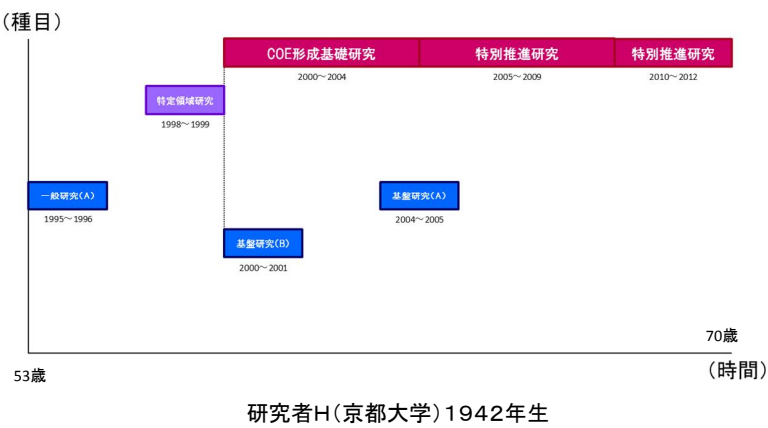 （種目）
COE形成基礎研究
特別推進研究
特別推進研究
2000～2004
2005～2009
2010～2012
特定領域研究
1998～1999
一般研究(A)
1995～1996
基盤研究(A)
2004～2005
基盤研究(B)
2000～2001
70歳
53歳
（時間）
研究者H（京都大学）1942年生